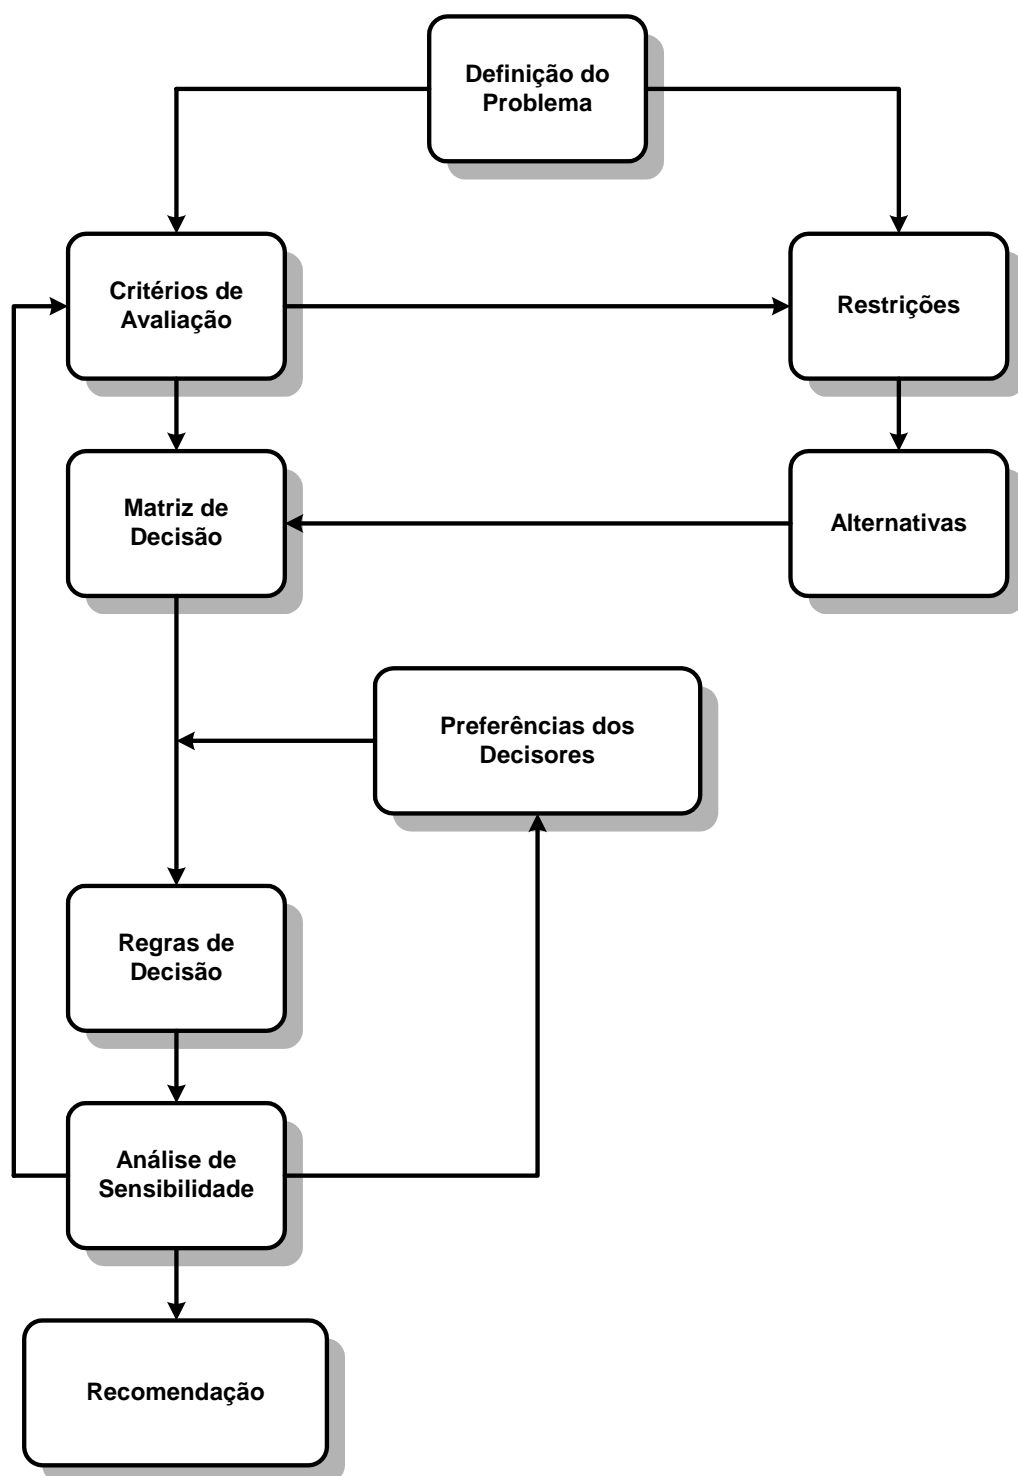 Definição do
Problema
Critérios de
Avaliação
Restrições
Matriz de
Decisão
Alternativas
Preferências dos
Decisores
Regras de
Decisão
Análise de
Sensibilidade
Recomendação